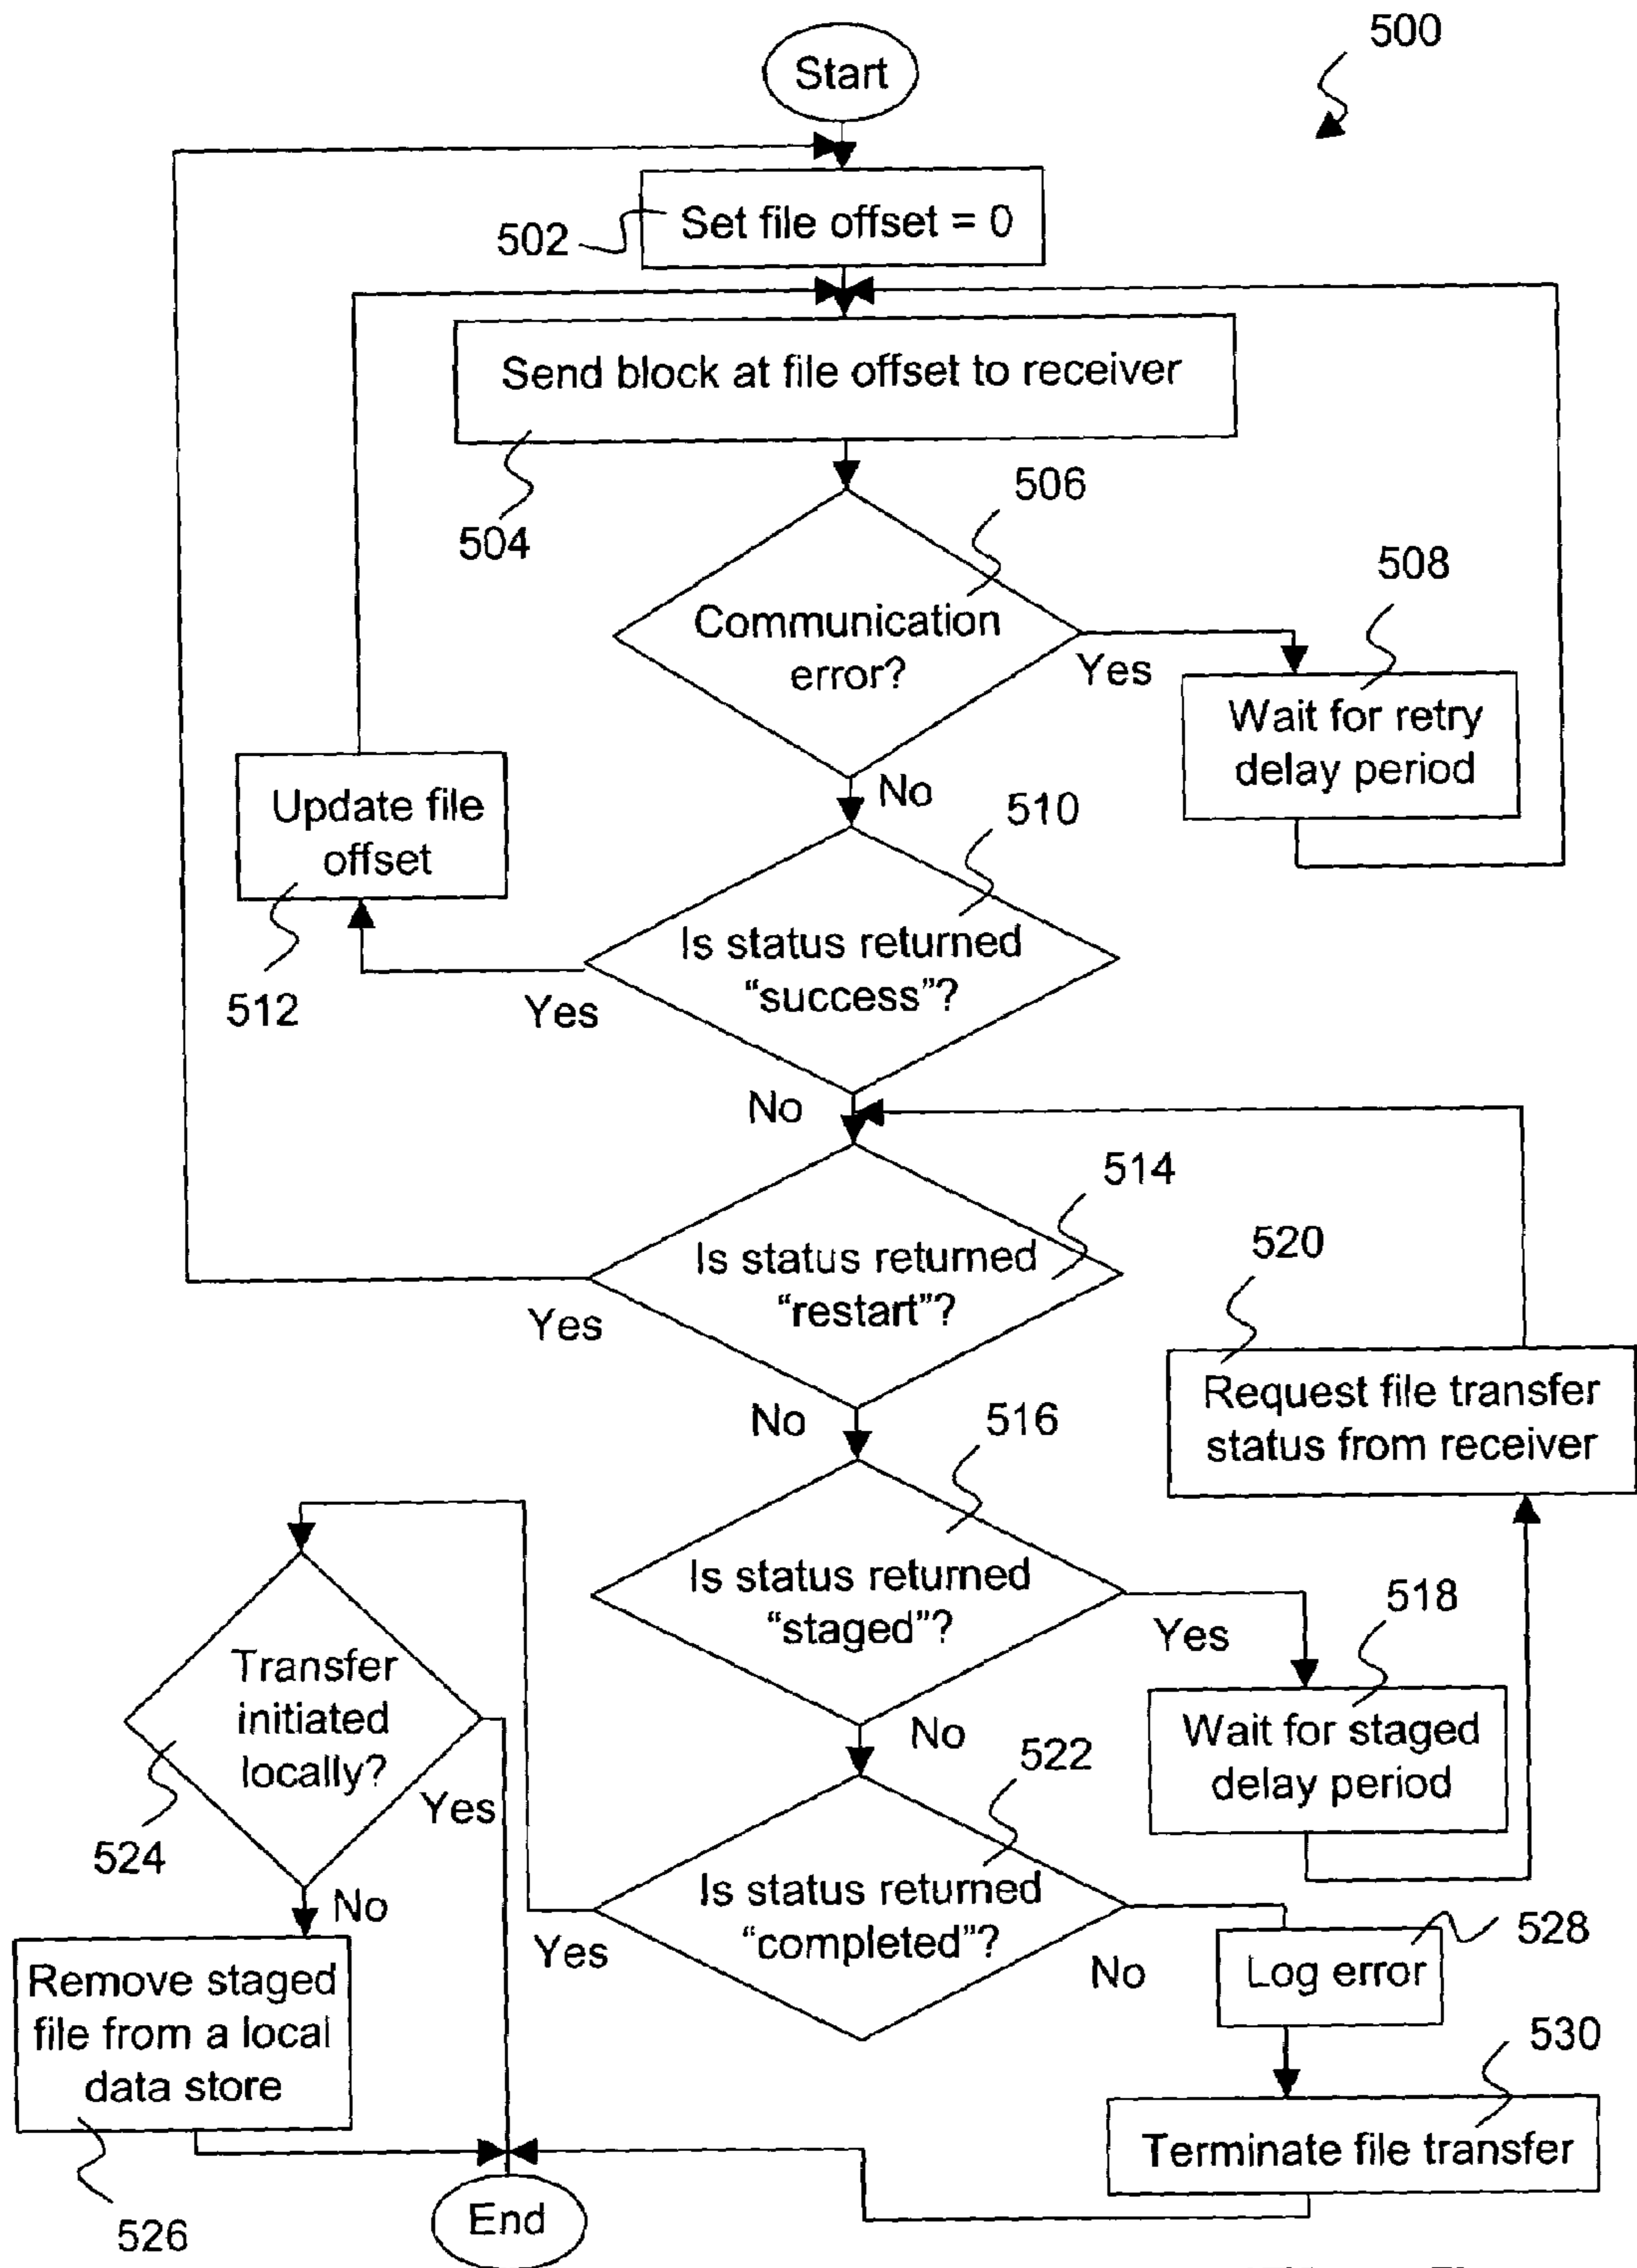 500
Start
Set file offset = 0
502
Send block at file offset to receiver
504
506
Communication
error?
Yes
508
Wait for retry
delay period
No
Update file
offset
512
510
Is status returned
“success”?
Yes
No
514
Is status returned
“restart”?
Yes
520
Request file transfer
status from receiver
No
516
Is status returned
“staged”?
Yes
518
Wait for staged
delay period
No
522
Transfer
initiated
locally?
Yes
524
No
Is status returned
“completed”?
Yes
No
528
Log error
Remove staged
file from a local
data store
526
530
Terminate file transfer
End